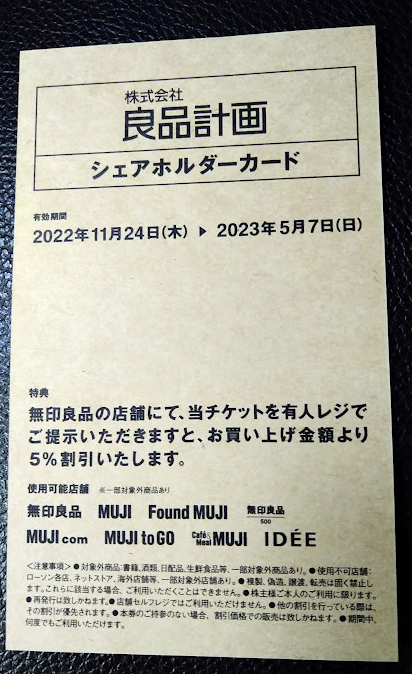 株式会社
良品計画
シェアホルダーカード
有効期間
2022年11月24日(木) ▶ 2023年5月7日(日)
特典
無印良品の店舗にて、当チケットを有人レジで
ご提示いただきますと、お買い上げ金額より
5%割引いたします。
使用可能店舗 ※一部対象外商品あり
無印良品 MUJI Found MUJI 無印良品 500
MUJI com MUJI to GO Café& Meal MUJI IDÉE
<注意事項> ●対象外商品:書籍、酒類、日配品、生鮮食品等、一部対象外商品あり。●使用不可店舗:
ローソン各店、ネットストア、海外店舗等、一部対象外店舗あり。●複製、偽造、譲渡、転売は固く禁止し
ます。これらに該当する場合、ご利用いただくことはできません。●株主様ご本人のご利用に限ります。
●再発行は致しかねます。●店舗セルフレジではご利用いただけません。●他の割引を行っている際は、
その割引が優先されます。●本券のご持参のない場合、割引価格での販売は致しかねます。●期間中、
何度でもご利用いただけます。